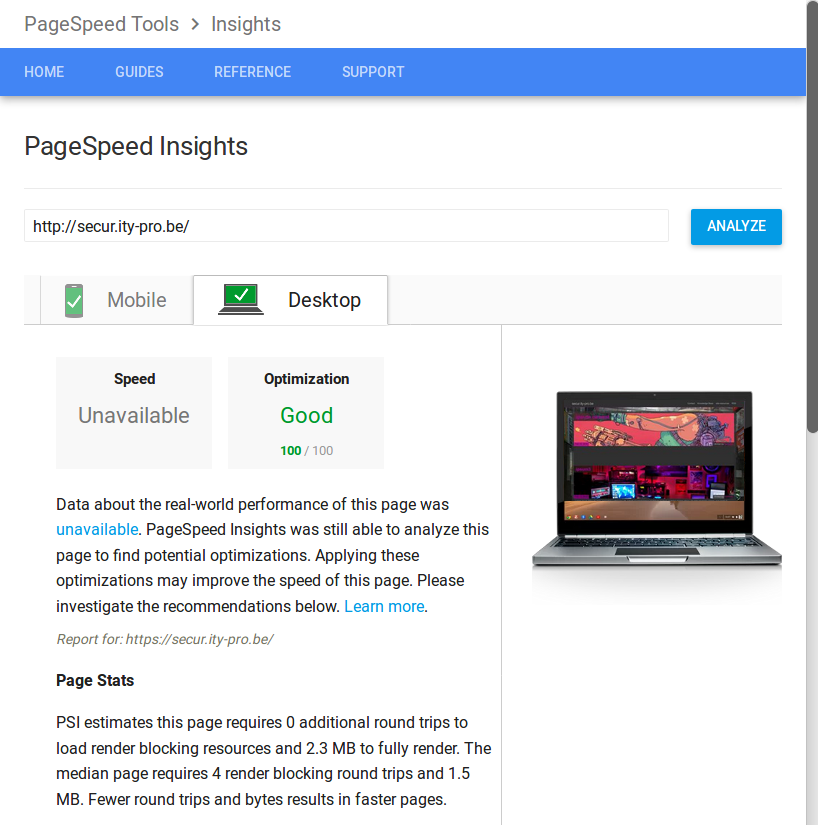 PageSpeed Tools > Insights
HOME GUIDES REFERENCE SUPPORT
PageSpeed Insights
http://secur.ity-pro.be/ ANALYZE
Mobile Desktop
Speed Optimization
Unavailable Good
100 / 100
Data about the real-world performance of this page was
unavailable. PageSpeed Insights was still able to analyze this
page to find potential optimizations. Applying these
optimizations may improve the speed of this page. Please
investigate the recommendations below. Learn more.
Report for: https://secur.ity-pro.be/
Page Stats
PSI estimates this page requires 0 additional round trips to
load render blocking resources and 2.3 MB to fully render. The
median page requires 4 render blocking round trips and 1.5
MB. Fewer round trips and bytes results in faster pages.